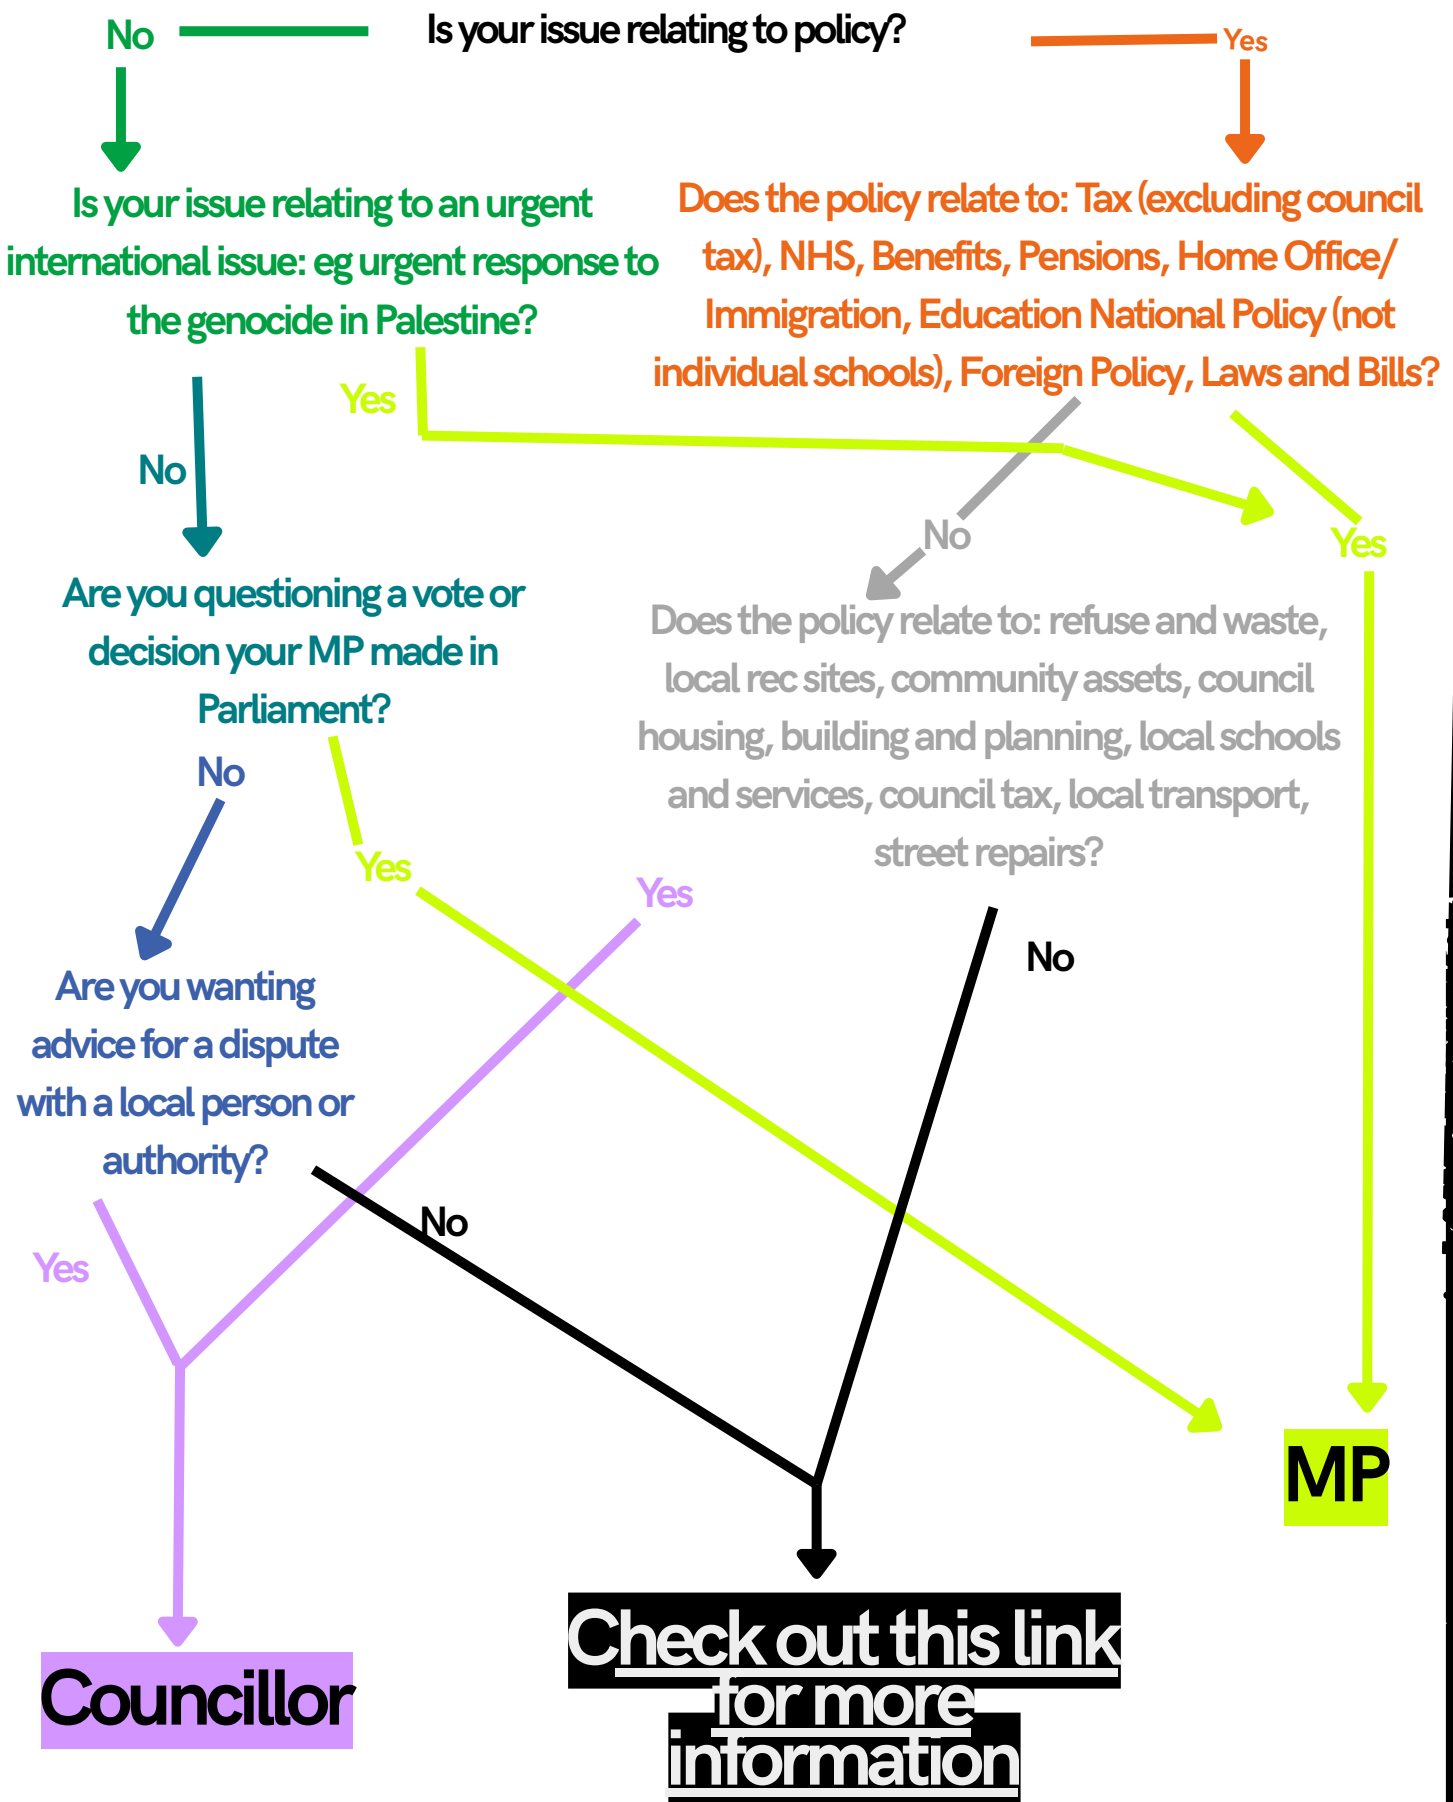 Is your issue relating to policy?
No
Yes
Is your issue relating to an urgent
international issue: eg urgent response to
the genocide in Palestine?
Does the policy relate to: Tax (excluding council
tax), NHS, Benefits, Pensions, Home Office/
Immigration, Education National Policy (not
individual schools), Foreign Policy, Laws and Bills?
Yes
No
No
Yes
Are you questioning a vote or
decision your MP made in
Parliament?
Does the policy relate to: refuse and waste,
local rec sites, community assets, council
housing, building and planning, local schools
and services, council tax, local transport,
street repairs?
No
Yes
Yes
No
Are you wanting
advice for a dispute
with a local person or
authority?
No
Yes
MP
Councillor
Check out this link
for more
information